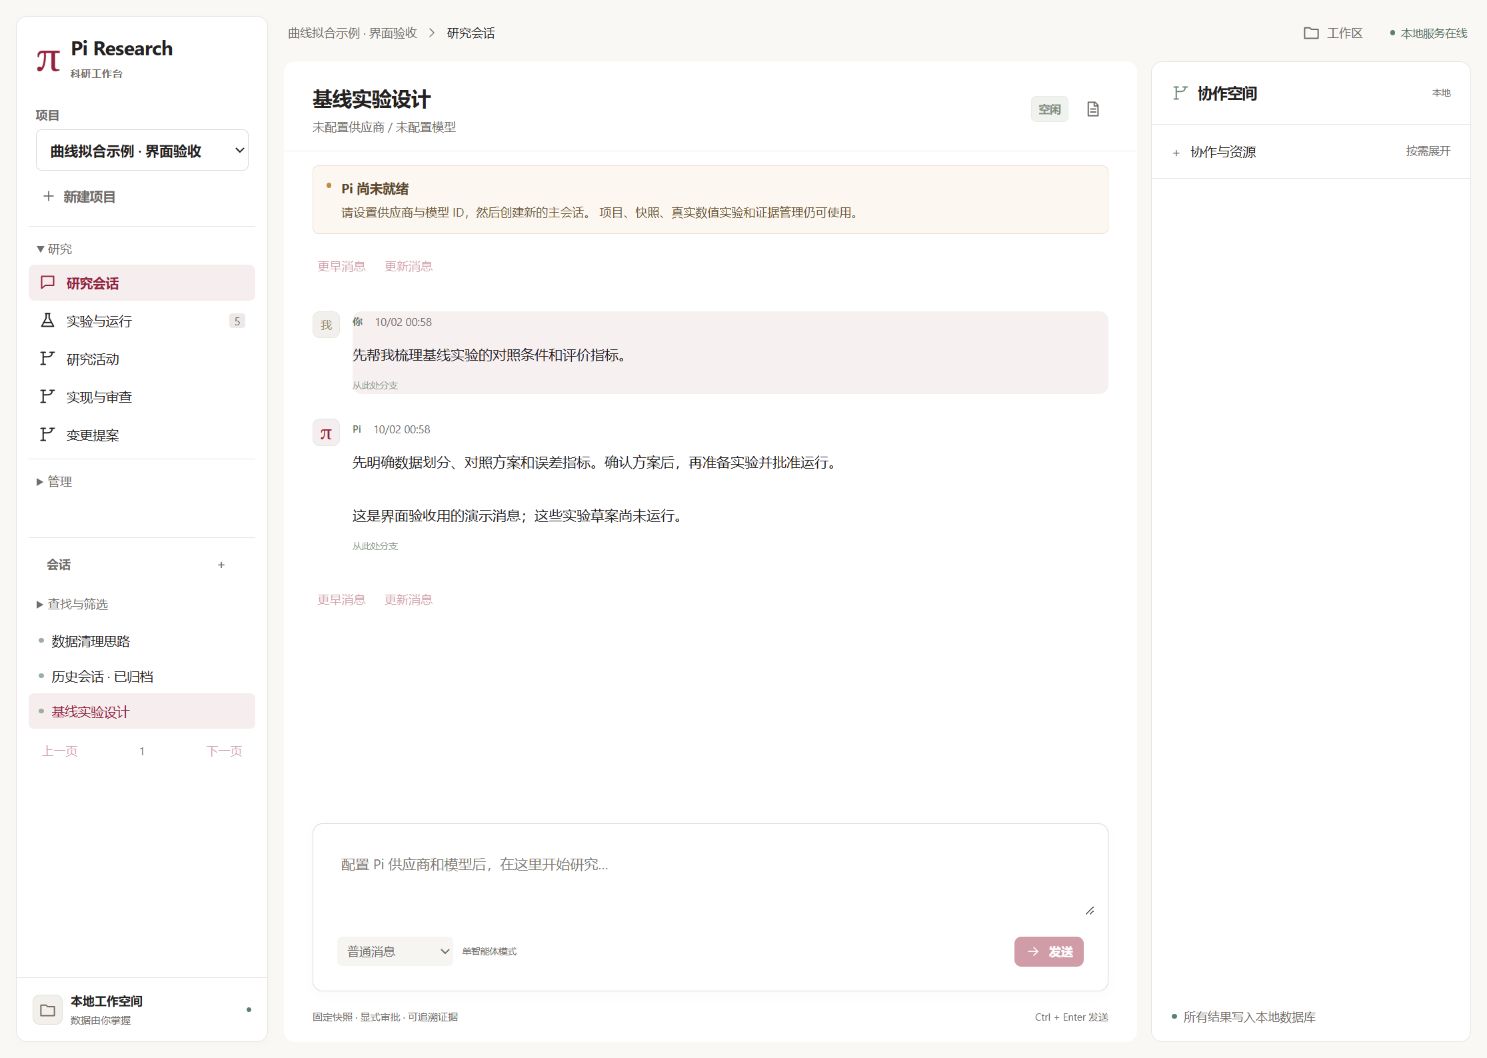 π
Pi Research
科研工作台
项目
曲线拟合示例 · 界面验收
+ 新建项目
▼研究
研究会话
实验与运行 5
研究活动
实现与审查
变更提案
▶管理
会话 +
▶查找与筛选
数据清理思路
历史会话 · 已归档
基线实验设计
上一页 1 下一页
本地工作空间
数据由你掌握
曲线拟合示例 · 界面验收 > 研究会话
工作区
本地服务在线
基线实验设计
未配置供应商 / 未配置模型
空闲
Pi 尚未就绪
请设置供应商与模型 ID，然后创建新的主会话。 项目、快照、真实数值实验和证据管理仍可使用。
更早消息 更新消息
我
你 10/02 00:58
先帮我梳理基线实验的对照条件和评价指标。
从此处分支
π
Pi 10/02 00:58
先明确数据划分、对照方案和误差指标。确认方案后，再准备实验并批准运行。
这是界面验收用的演示消息；这些实验草案尚未运行。
从此处分支
更早消息 更新消息
配置 Pi 供应商和模型后，在这里开始研究...
普通消息
单智能体模式
→ 发送
固定快照 · 显式审批 · 可追溯证据
Ctrl + Enter 发送
协作空间
本地
+ 协作与资源
按需展开
所有结果写入本地数据库